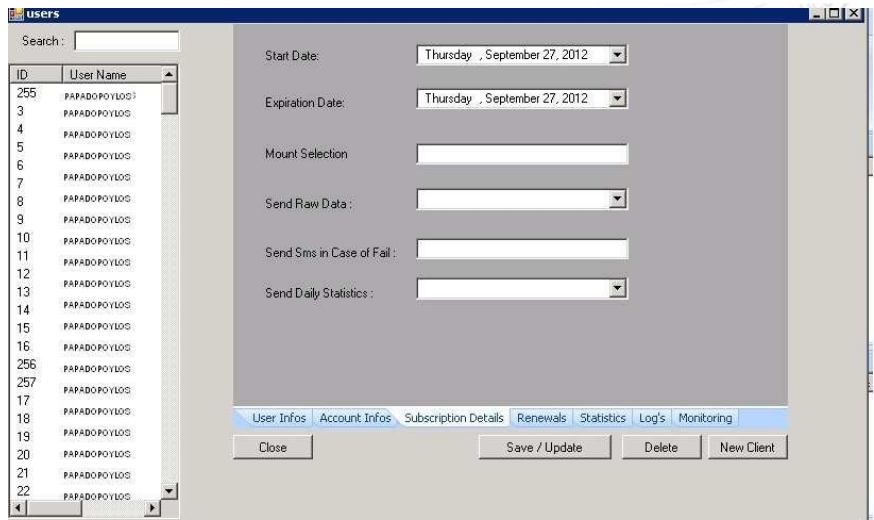 users
Search :
ID User Name
255 PAPADOPOYLOS
3 PAPADOPOYLOS
4 PAPADOPOYLOS
5 PAPADOPOYLOS
6 PAPADOPOYLOS
7 PAPADOPOYLOS
8 PAPADOPOYLOS
9 PAPADOPOYLOS
10 PAPADOPOYLOS
11 PAPADOPOYLOS
12 PAPADOPOYLOS
13 PAPADOPOYLOS
14 PAPADOPOYLOS
15 PAPADOPOYLOS
16 PAPADOPOYLOS
256 PAPADOPOYLOS
257 PAPADOPOYLOS
17 PAPADOPOYLOS
18 PAPADOPOYLOS
19 PAPADOPOYLOS
20 PAPADOPOYLOS
21 PAPADOPOYLOS
22 PAPADOPOYLOS
Start Date: Thursday , September 27, 2012
Expiration Date: Thursday , September 27, 2012
Mount Selection
Send Raw Data :
Send Sms in Case of Fail :
Send Daily Statistics :
User Infos Account Infos Subscription Details Renewals Statistics Log's Monitoring
Close Save / Update Delete New Client